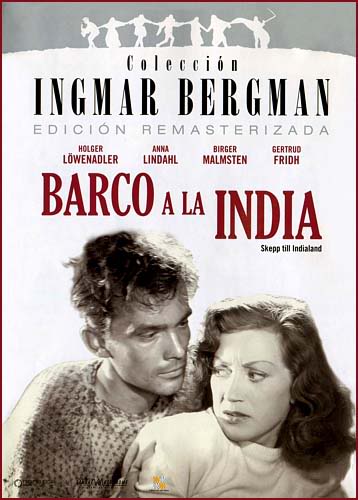 Colección
INGMAR BERGMAN
EDICIÓN REMASTERIZADA
HOLGER ANNA BIRGER GERTRUD
LÖWENADLER LINDAHL MALMSTEN FRIDH
BARCO A LA INDIA
Skepp till Indialand